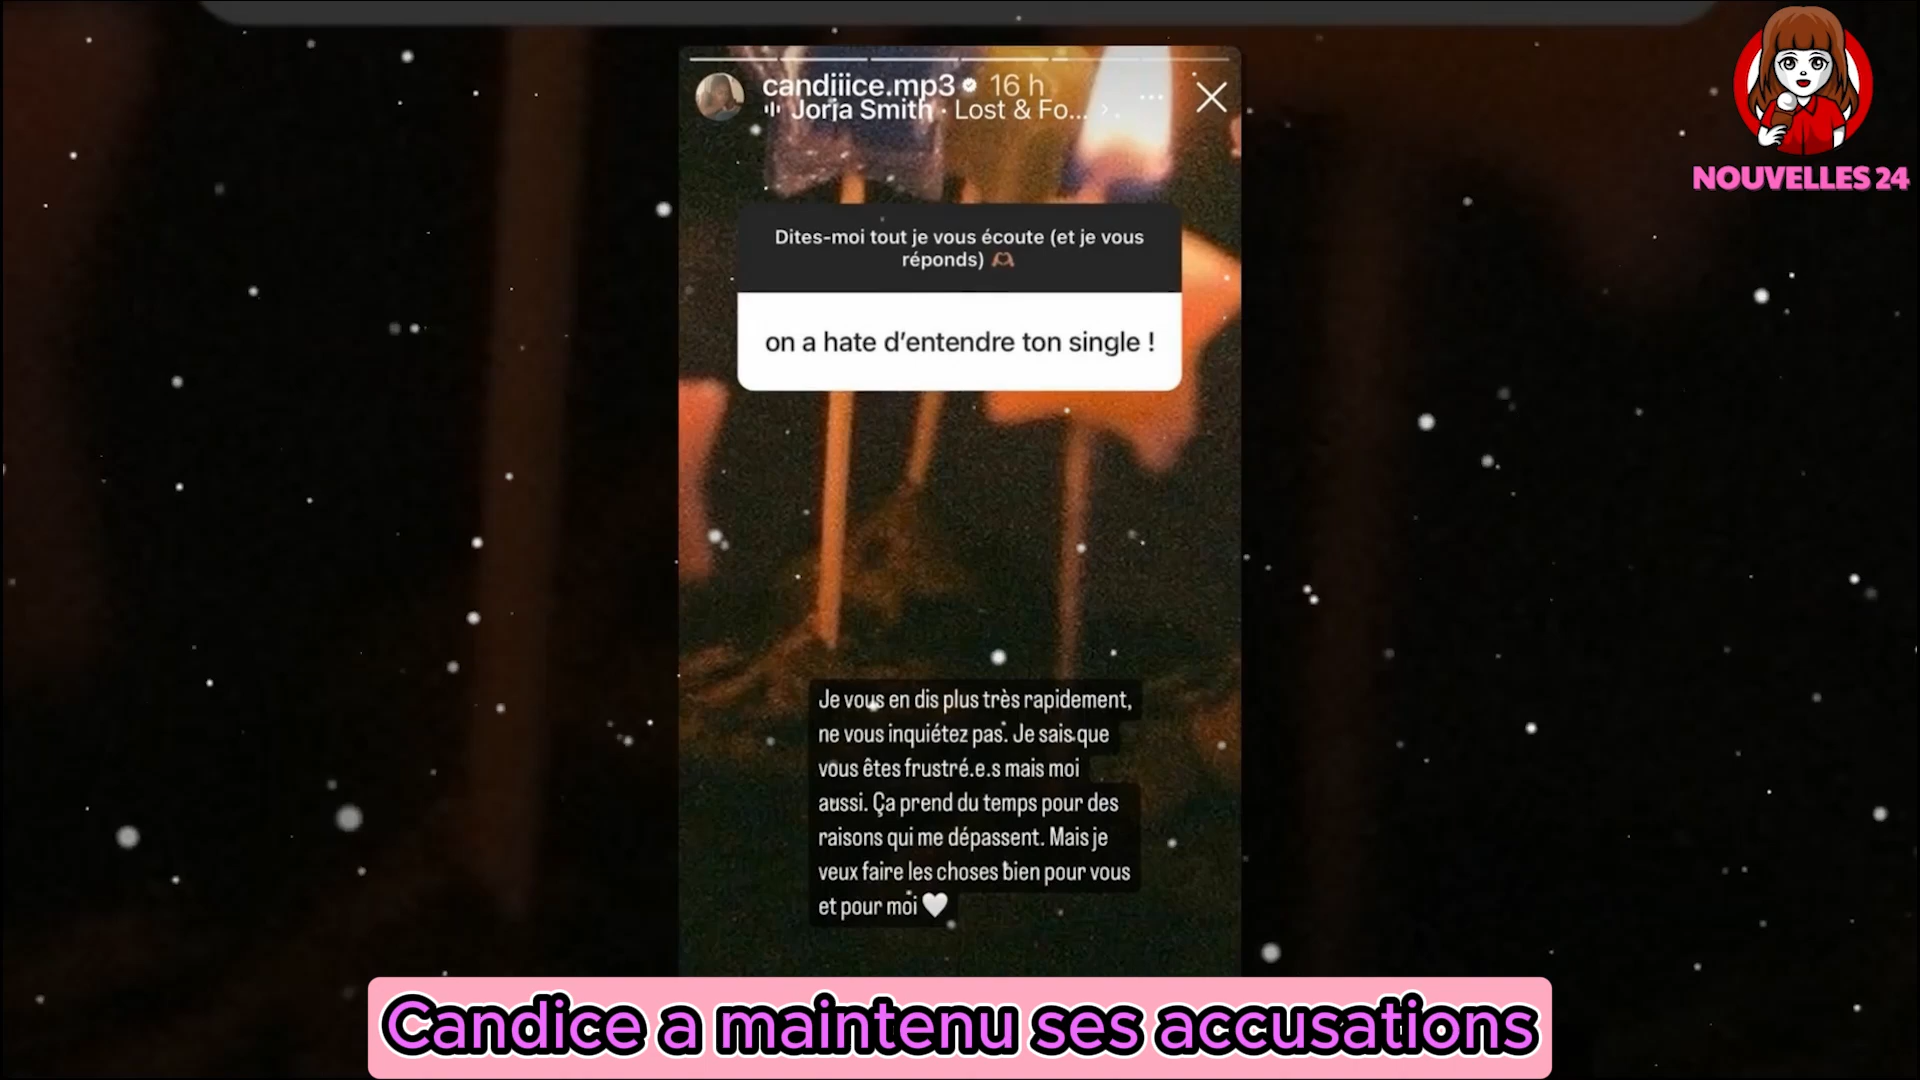 candiiice.mp3 16 h
Jorja Smith · Lost & Fo...
NOUVELLES 24
Dites-moi tout je vous écoute (et je vous
réponds) 🫶🏽
on a hate d'entendre ton single !
Je vous en dis plus très rapidement,
ne vous inquiétez pas. Je sais que
vous êtes frustré.e.s mais moi
aussi. Ça prend du temps pour des
raisons qui me dépassent. Mais je
veux faire les choses bien pour vous
et pour moi 🤍
Candice a maintenu ses accusations